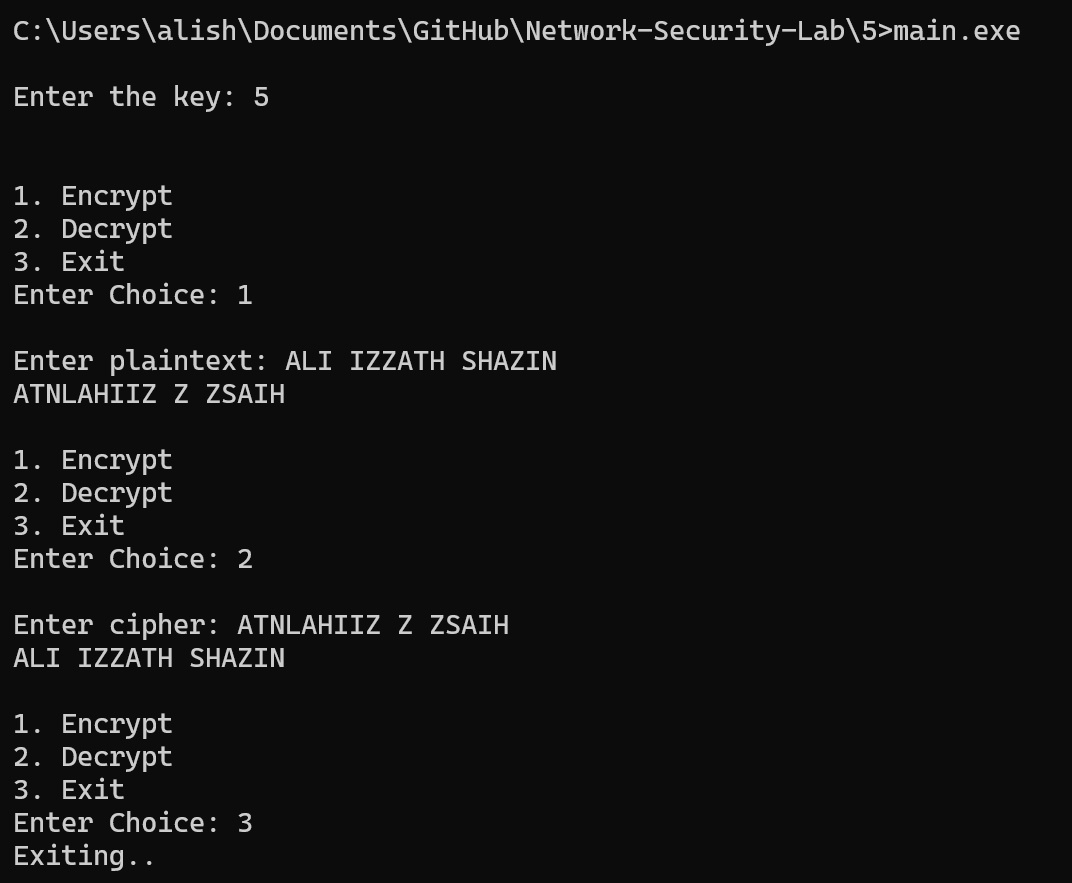 C:\Users\alish\Documents\GitHub\Network-Security-Lab\5>main.exe
Enter the key: 5
1. Encrypt
2. Decrypt
3. Exit
Enter Choice: 1
Enter plaintext: ALI IZZATH SHAZIN
ATNLAHIIZ Z ZSAIH
1. Encrypt
2. Decrypt
3. Exit
Enter Choice: 2
Enter cipher: ATNLAHIIZ Z ZSAIH
ALI IZZATH SHAZIN
1. Encrypt
2. Decrypt
3. Exit
Enter Choice: 3
Exiting..